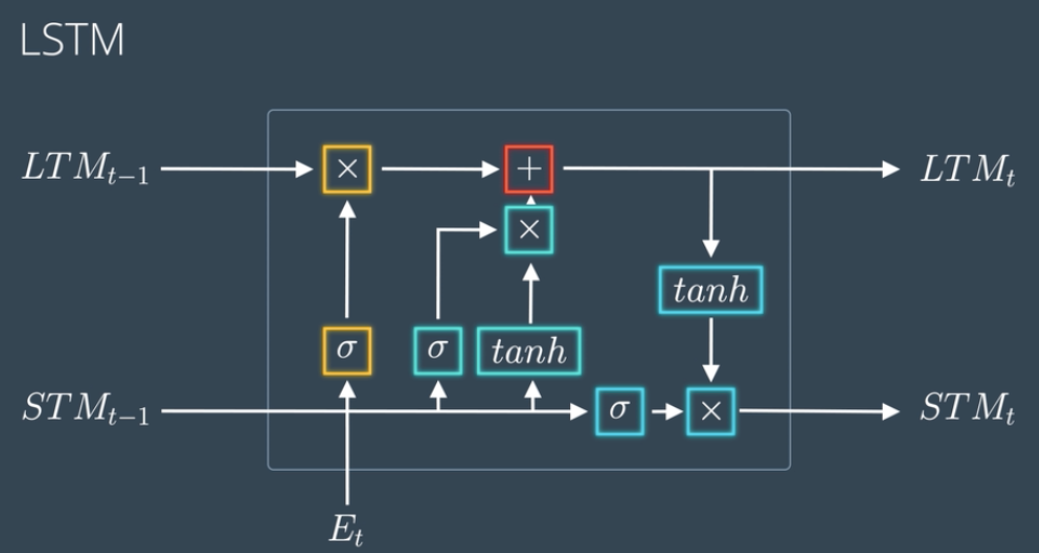 LSTM
LTM_{t-1} × + LTM_t
×
tanh
σ σ tanh
STM_{t-1} σ × STM_t
E_t